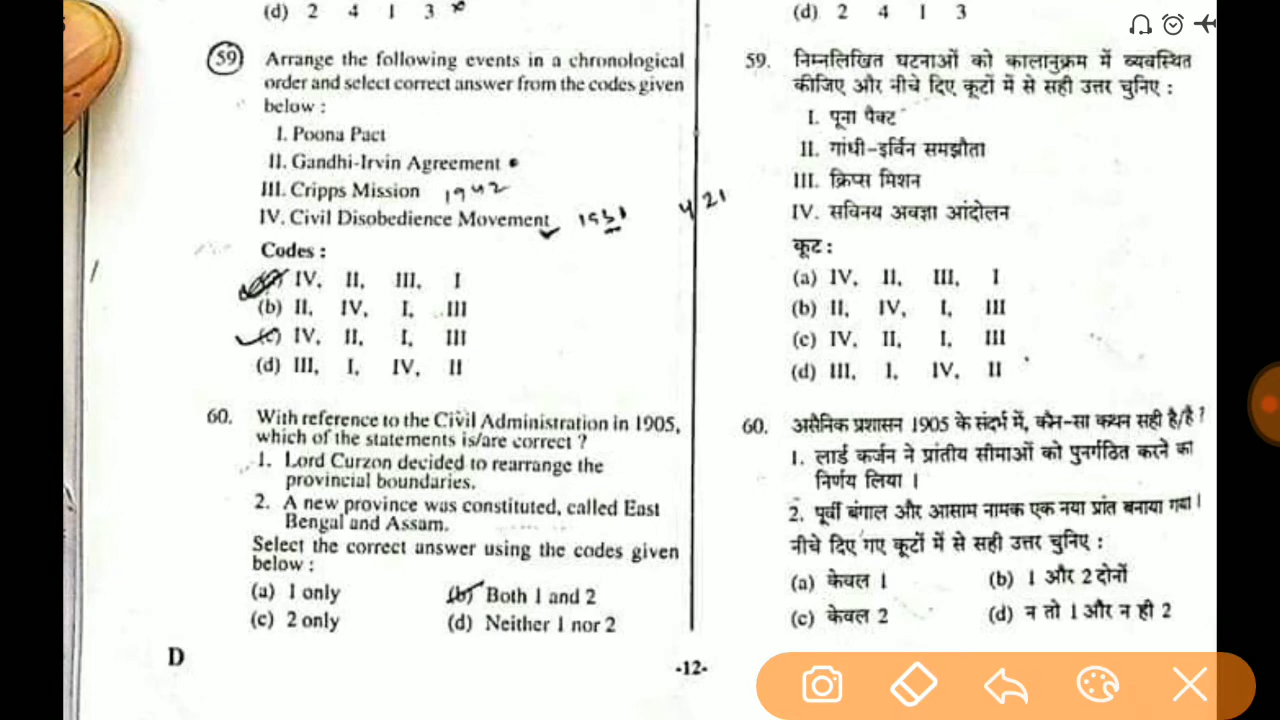 (d) 2 4 1 3
59 Arrange the following events in a chronological
order and select correct answer from the codes given
below :
I. Poona Pact
II. Gandhi-Irvin Agreement
III. Cripps Mission 1942
IV. Civil Disobedience Movement 1931
4 21
Codes :
IV, II, III, I
(b) II, IV, I, III
(c) IV, II, I, III
(d) III, I, IV, II
60. With reference to the Civil Administration in 1905,
which of the statements is/are correct ?
1. Lord Curzon decided to rearrange the
provincial boundaries.
2. A new province was constituted, called East
Bengal and Assam.
Select the correct answer using the codes given
below :
(a) 1 only (b) Both 1 and 2
(c) 2 only (d) Neither 1 nor 2
D
-12-
(d) 2 4 1 3
59. निम्नलिखित घटनाओं को कालानुक्रम में व्यवस्थित
कीजिए और नीचे दिए कूटों में से सही उत्तर चुनिए :
I. पूना पैक्ट
II. गांधी-इर्विन समझौता
III. क्रिप्स मिशन
IV. सविनय अवज्ञा आंदोलन
कूट :
(a) IV, II, III, I
(b) II, IV, I, III
(c) IV, II, I, III
(d) III, I, IV, II
60. असैनिक प्रशासन 1905 के संदर्भ में, कौन-सा कथन सही है/हैं ?
1. लार्ड कर्जन ने प्रांतीय सीमाओं को पुनर्गठित करने का
निर्णय लिया ।
2. पूर्वी बंगाल और आसाम नामक एक नया प्रांत बनाया गया ।
नीचे दिए गए कूटों में से सही उत्तर चुनिए :
(a) केवल 1 (b) 1 और 2 दोनों
(c) केवल 2 (d) न तो 1 और न ही 2